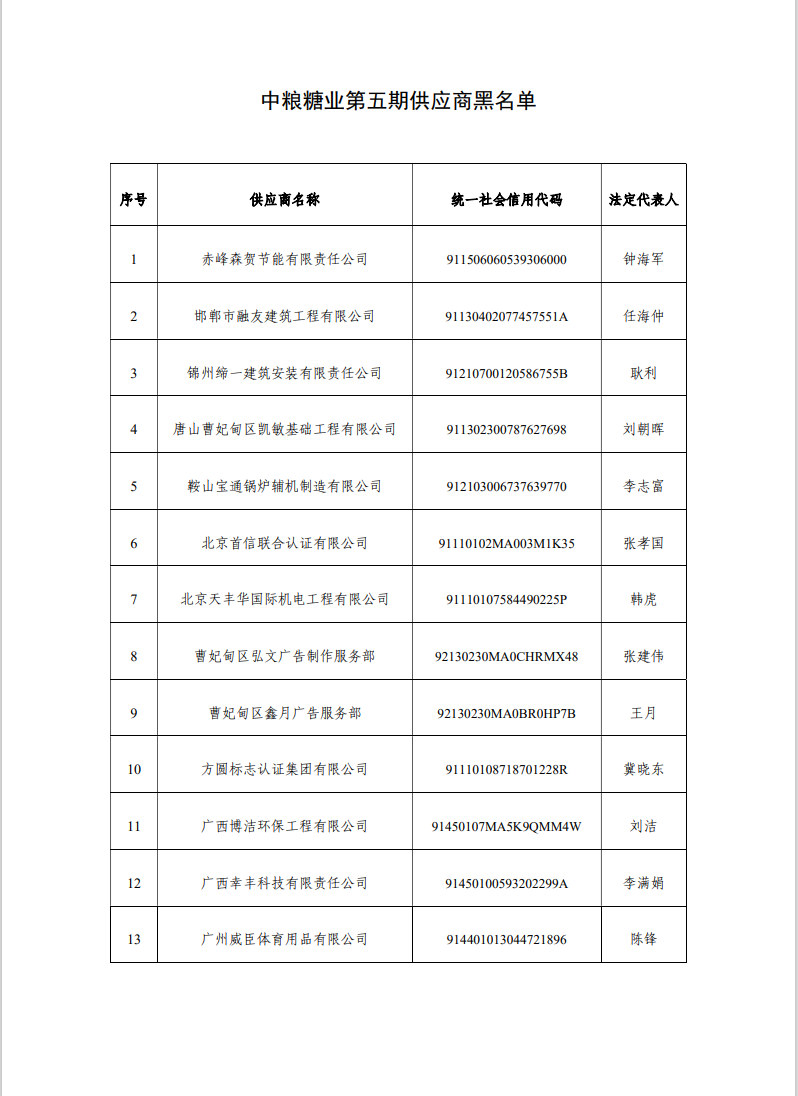 中粮糖业第五期供应商黑名单
序号 供应商名称 统一社会信用代码 法定代表人
1 赤峰森贺节能有限责任公司 911506060539306000 钟海军
2 邯郸市融友建筑工程有限公司 91130402077457551A 任海仲
3 锦州缔一建筑安装有限责任公司 91210700120586755B 耿利
4 唐山曹妃甸区凯敏基础工程有限公司 911302300787627698 刘朝晖
5 鞍山宝通锅炉辅机制造有限公司 912103006737639770 李志富
6 北京首信联合认证有限公司 91110102MA003M1K35 张孝国
7 北京天丰华国际机电工程有限公司 91110107584490225P 韩虎
8 曹妃甸区弘文广告制作服务部 92130230MA0CHRMX48 张建伟
9 曹妃甸区鑫月广告服务部 92130230MA0BR0HP7B 王月
10 方圆标志认证集团有限公司 91110108718701228R 冀晓东
11 广西博洁环保工程有限公司 91450107MA5K9QMM4W 刘洁
12 广西幸丰科技有限责任公司 91450100593202299A 李满娟
13 广州威臣体育用品有限公司 914401013044721896 陈锋